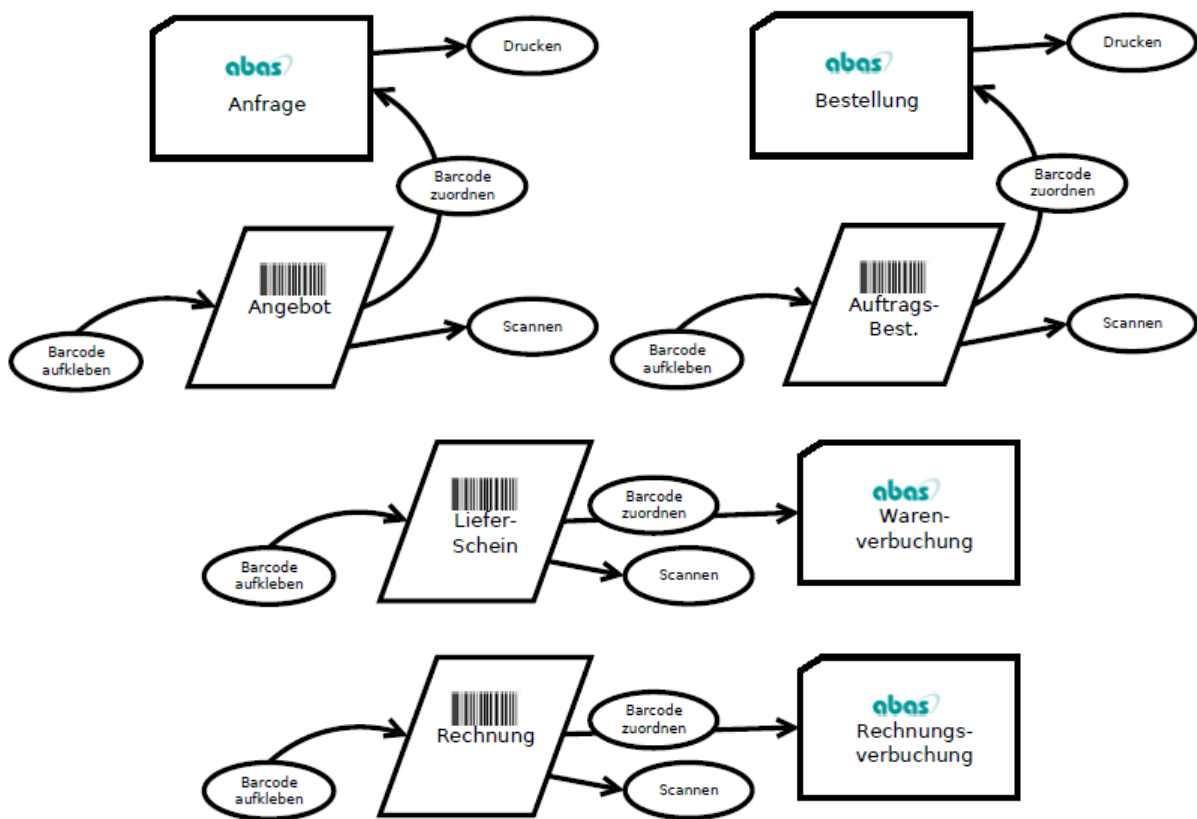 abas
Anfrage
Drucken
Barcode
zuordnen
Angebot
Barcode
aufkleben
Scannen
abas
Bestellung
Drucken
Barcode
zuordnen
Auftrags-
Best.
Barcode
aufkleben
Scannen
Liefer-
Schein
Barcode
aufkleben
Barcode
zuordnen
Scannen
abas
Waren-
verbuchung
Rechnung
Barcode
aufkleben
Barcode
zuordnen
Scannen
abas
Rechnungs-
verbuchung